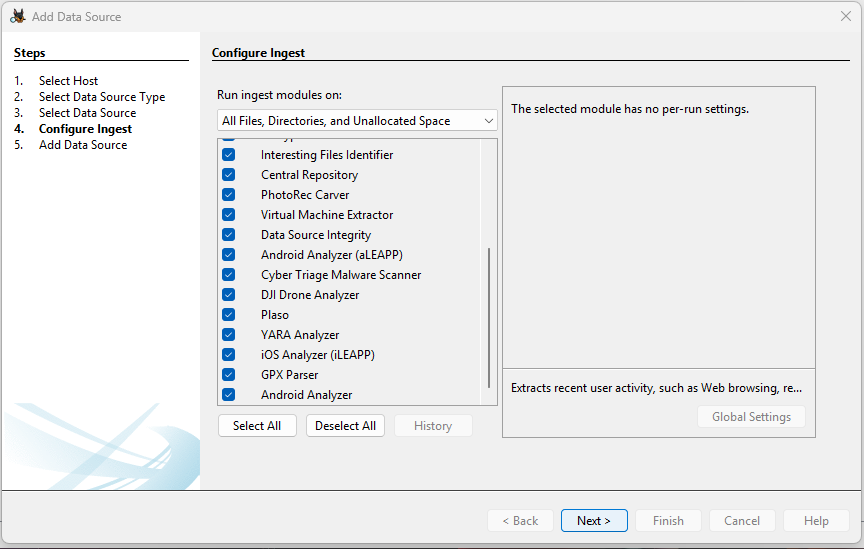 Add Data Source
Steps
1. Select Host
2. Select Data Source Type
3. Select Data Source
4. Configure Ingest
5. Add Data Source
Configure Ingest
Run ingest modules on:
All Files, Directories, and Unallocated Space
Interesting Files Identifier
Central Repository
PhotoRec Carver
Virtual Machine Extractor
Data Source Integrity
Android Analyzer (aLEAPP)
Cyber Triage Malware Scanner
DJI Drone Analyzer
Plaso
YARA Analyzer
iOS Analyzer (iLEAPP)
GPX Parser
Android Analyzer
Select All
Deselect All
History
The selected module has no per-run settings.
Extracts recent user activity, such as Web browsing, re...
Global Settings
< Back
Next >
Finish
Cancel
Help